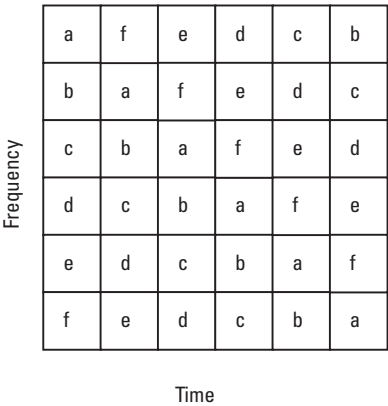 a f e d c b
b a f e d c
c b a f e d
d c b a f e
e d c b a f
f e d c b a
Frequency
Time